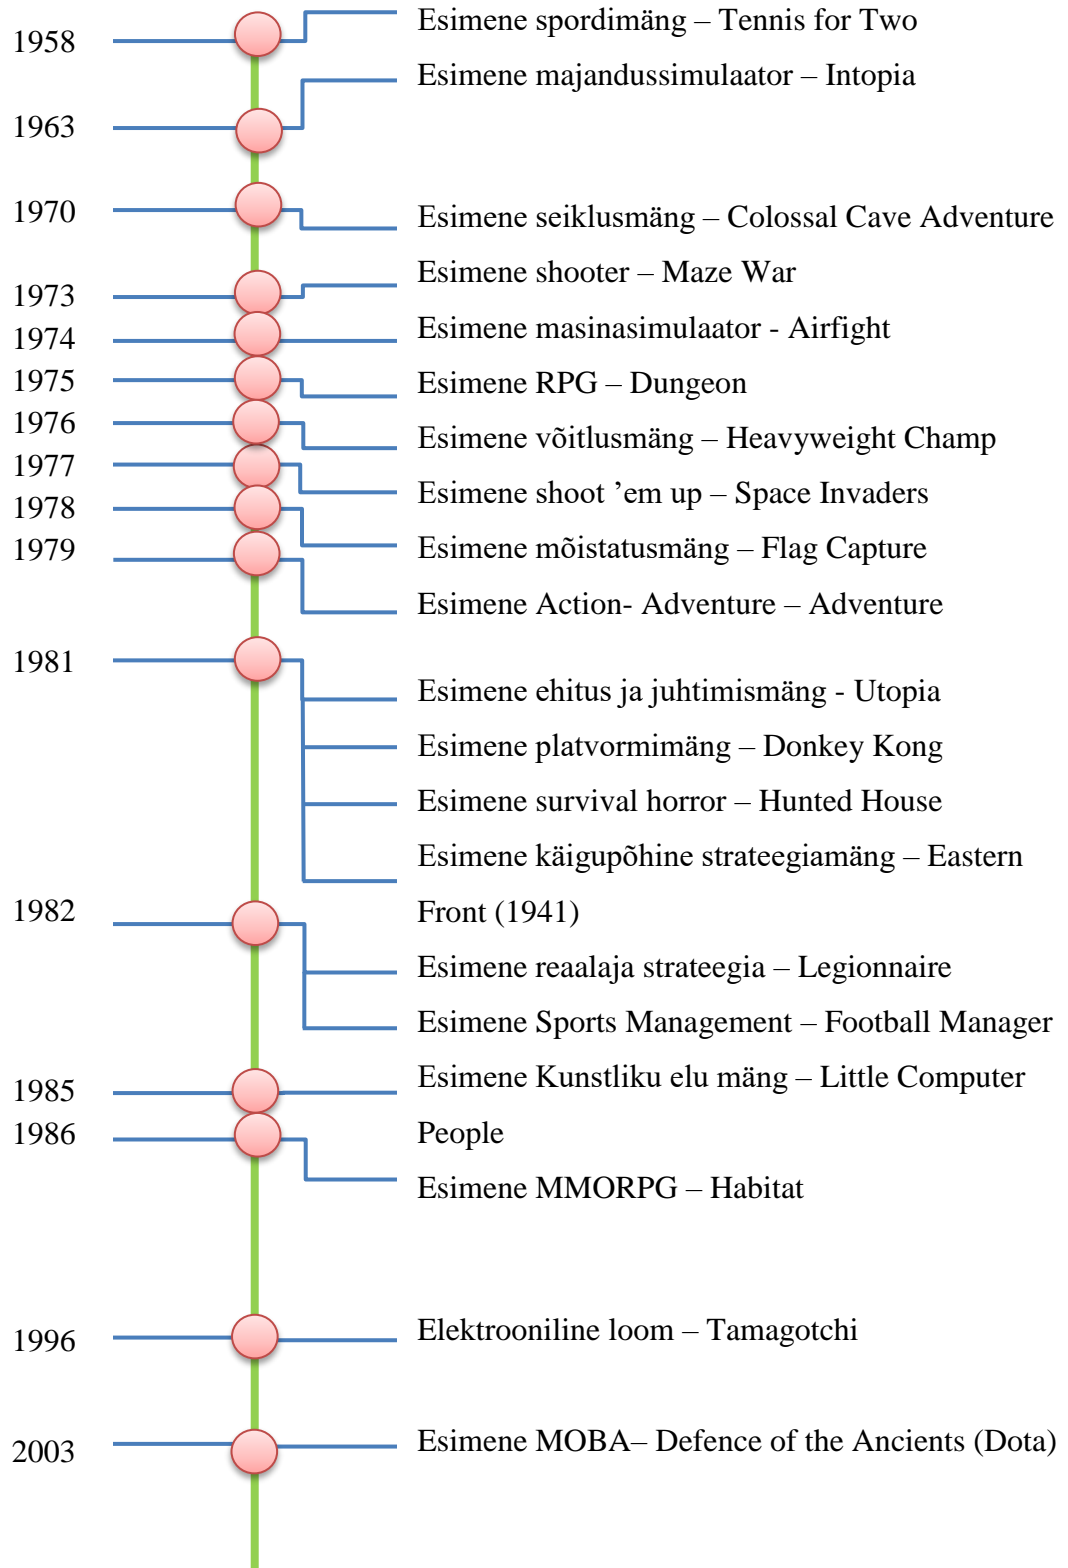 1958
Esimene spordimäng – Tennis for Two
Esimene majandussimulaator – Intopia
1963
1970
Esimene seiklusmäng – Colossal Cave Adventure
Esimene shooter – Maze War
1973
Esimene masinasimulaator - Airfight
1974
1975
Esimene RPG – Dungeon
1976
Esimene võitlusmäng – Heavyweight Champ
1977
Esimene shoot ’em up – Space Invaders
1978
Esimene mõistatusmäng – Flag Capture
1979
Esimene Action- Adventure – Adventure
1981
Esimene ehitus ja juhtimismäng - Utopia
Esimene platvormimäng – Donkey Kong
Esimene survival horror – Hunted House
Esimene käigupõhine strateegiamäng – Eastern
Front (1941)
1982
Esimene reaalaja strateegia – Legionnaire
Esimene Sports Management – Football Manager
Esimene Kunstliku elu mäng – Little Computer
People
1985
1986
Esimene MMORPG – Habitat
Elektrooniline loom – Tamagotchi
1996
Esimene MOBA– Defence of the Ancients (Dota)
2003